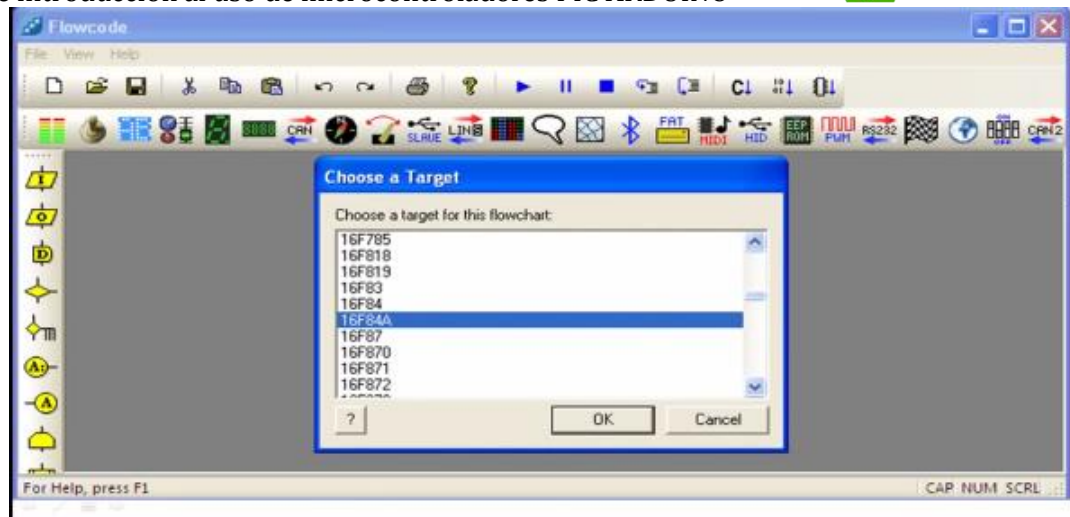 Flowcode
File View Help
C
SLAVE
LIN
CAN
FAT
MIDI
HID
EEP
ROM
PWM
RS232
CAN2
I
O
D
A
A
Choose a Target
Choose a target for this flowchart:
16F785
16F818
16F819
16F83
16F84
16F84A
16F87
16F870
16F871
16F872
?
OK Cancel
For Help, press F1
CAP NUM SCRL